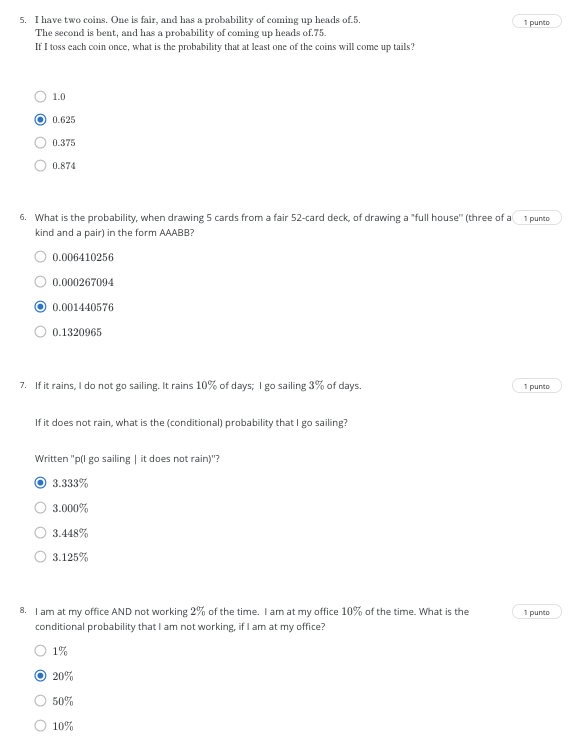 5. I have two coins. One is fair, and has a probability of coming up heads of.5. 1 punto
The second is bent, and has a probability of coming up heads of.75.
If I toss each coin once, what is the probability that at least one of the coins will come up tails?
1.0
0.625
0.375
0.874
6. What is the probability, when drawing 5 cards from a fair 52-card deck, of drawing a "full house" (three of a 1 punto
kind and a pair) in the form AAABB?
0.006410256
0.000267094
0.001440576
0.1320965
7. If it rains, I do not go sailing. It rains 10% of days; I go sailing 3% of days. 1 punto
If it does not rain, what is the (conditional) probability that I go sailing?
Written "p(I go sailing | it does not rain)"?
3.333%
3.000%
3.448%
3.125%
8. I am at my office AND not working 2% of the time. I am at my office 10% of the time. What is the 1 punto
conditional probability that I am not working, if I am at my office?
1%
20%
50%
10%